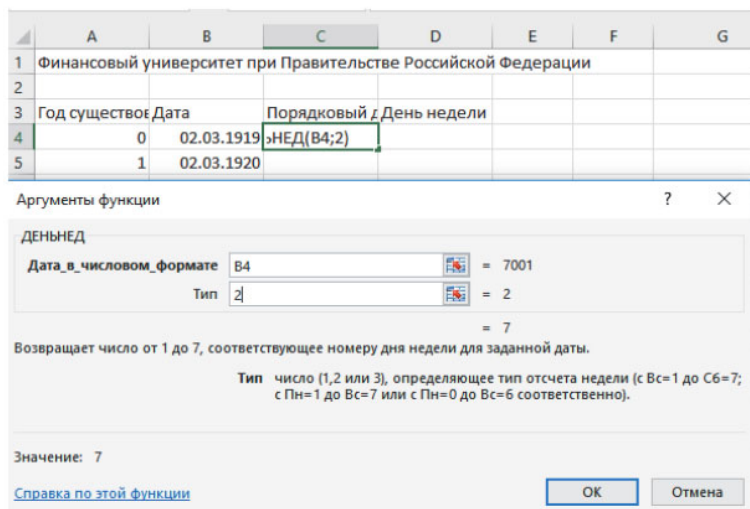 A B C D E F G
1 Финансовый университет при Правительстве Российской Федерации
2
3 Год существов Дата Порядковый д День недели
4 0 02.03.1919 ьНЕД(B4;2)
5 1 02.03.1920
Аргументы функции ? ×
ДЕНЬНЕД
Дата_в_числовом_формате B4 = 7001
Тип 2 = 2
= 7
Возвращает число от 1 до 7, соответствующее номеру дня недели для заданной даты.
Тип число (1,2 или 3), определяющее тип отсчета недели (с Вс=1 до Сб=7;
с Пн=1 до Вс=7 или с Пн=0 до Вс=6 соответственно).
Значение: 7
Справка по этой функции ОК Отмена